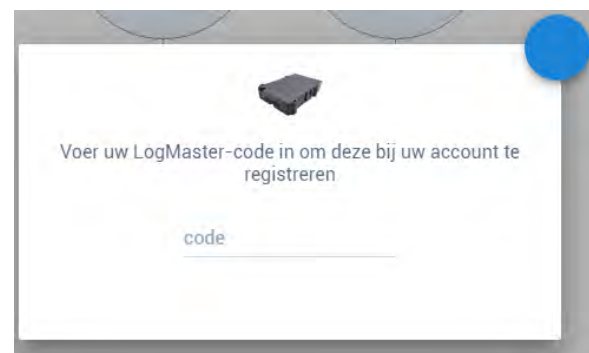 Voer uw LogMaster-code in om deze bij uw account te
registreren
code